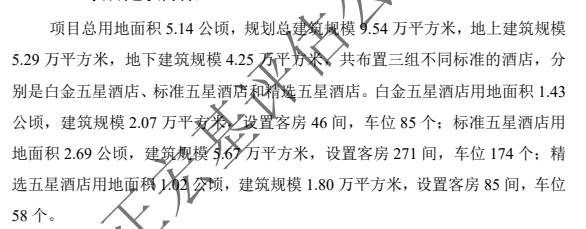 项目总用地面积 5.14 公顷，规划总建筑规模 9.54 万平方米，地上建筑规模
5.29 万平方米，地下建筑规模 4.25 万平方米，共布置三组不同标准的酒店，分
别是白金五星酒店、标准五星酒店和精选五星酒店。白金五星酒店用地面积 1.43
公顷，建筑规模 2.07 万平方米，设置客房 46 间，车位 85 个；标准五星酒店用
地面积 2.69 公顷，建筑规模 5.67 万平方米，设置客房 271 间，车位 174 个；精
选五星酒店用地面积 1.02 公顷，建筑规模 1.80 万平方米，设置客房 85 间，车位
58 个。
正宏基评估公